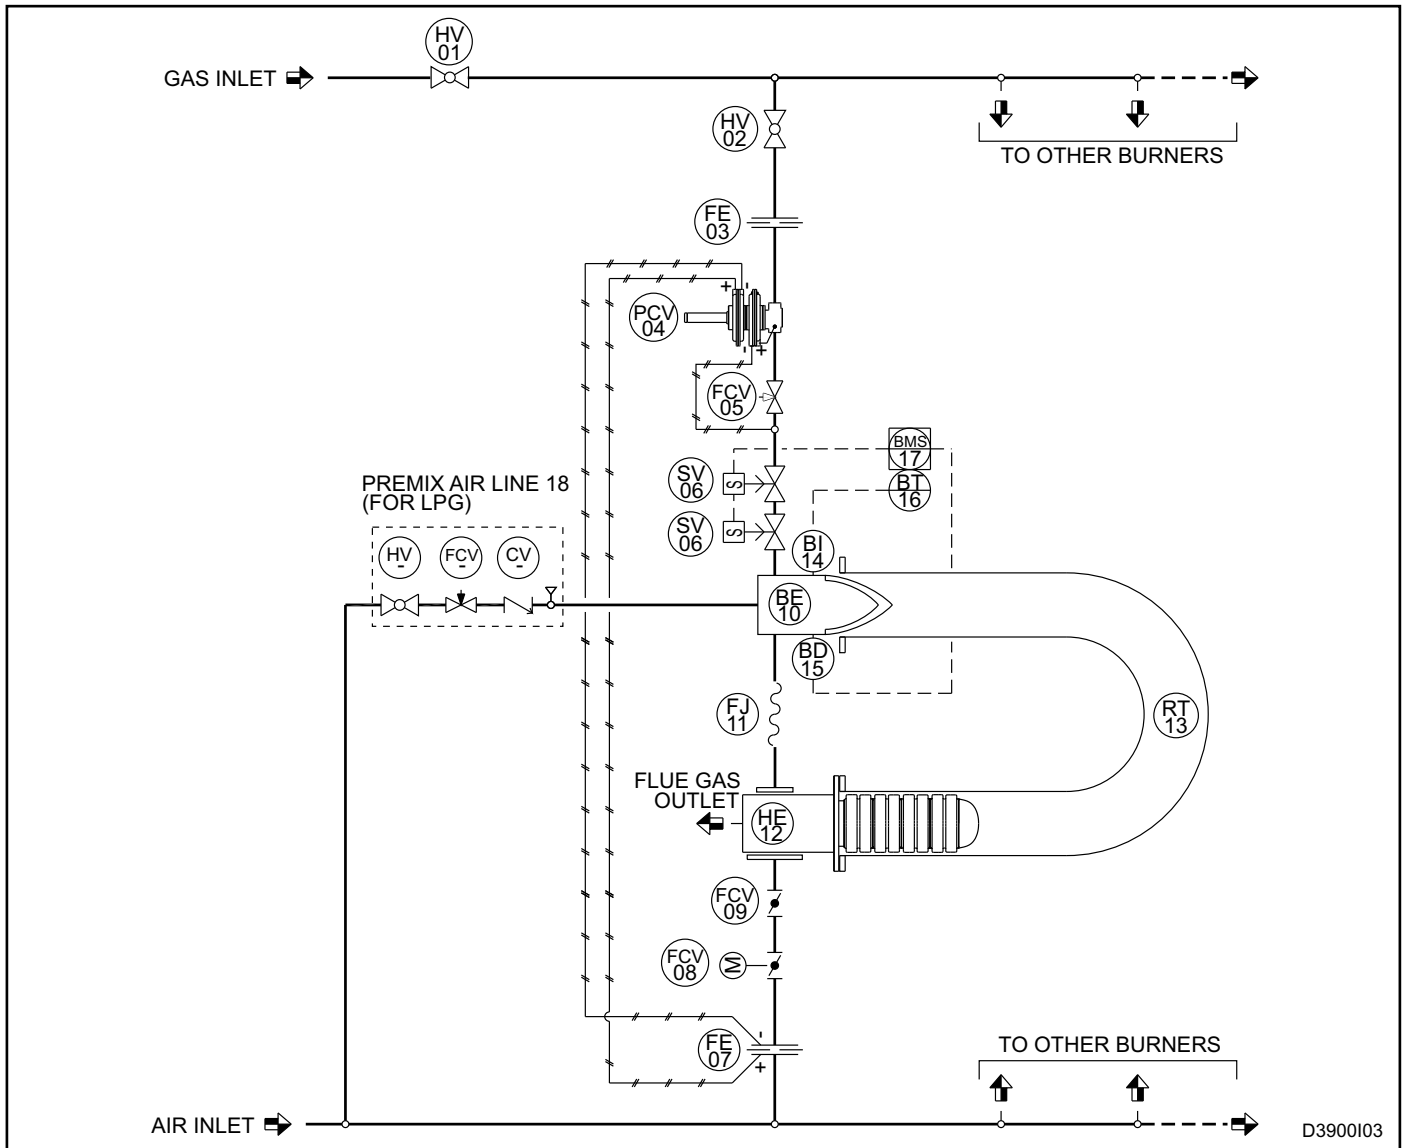 HV
01
GAS INLET
HV
02
TO OTHER BURNERS
FE
03
+
-
PCV
04
-
+
FCV
05
BMS
17
SV
06
S
BT
16
PREMIX AIR LINE 18
(FOR LPG)
SV
06
S
BI
14
HV
-
FCV
-
CV
-
BE
10
BD
15
FJ
11
RT
13
FLUE GAS
OUTLET
HE
12
FCV
09
FCV
08
M
-
FE
07
+
TO OTHER BURNERS
AIR INLET
D3900I03